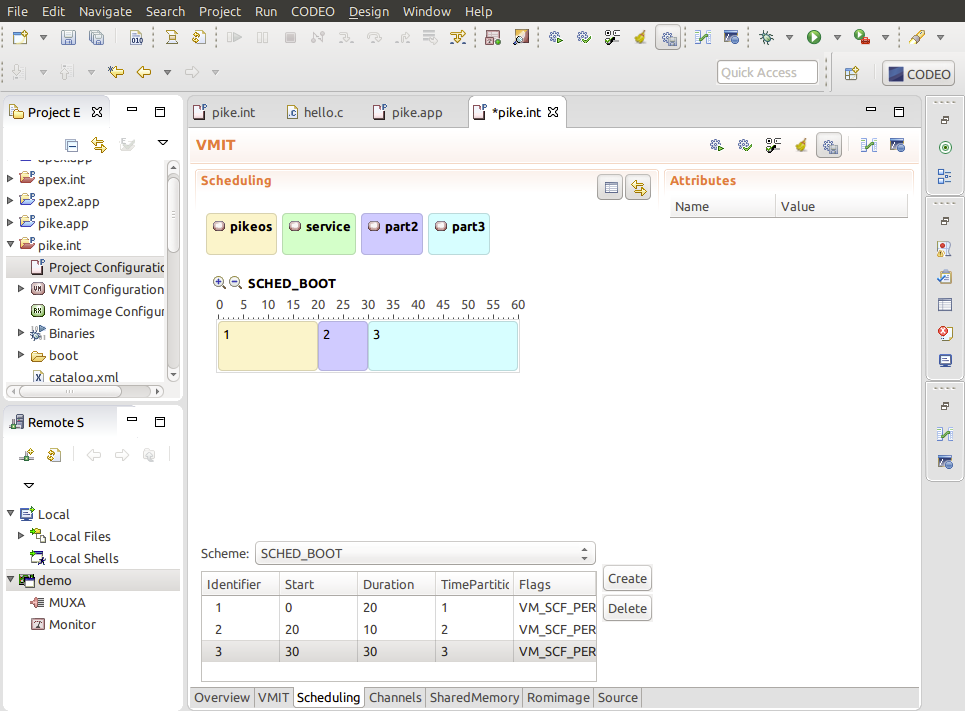 File Edit Navigate Search Project Run CODEO Design Window Help
010
Quick Access
CODEO
Project E
apex.app
apex.int
apex2.app
pike.app
pike.int
Project Configuratio
VMIT Configuration
Romimage Configur
Binaries
boot
catalog.xml
Remote S
Local
Local Files
Local Shells
demo
MUXA
Monitor
pike.int hello.c pike.app *pike.int
VMIT
Scheduling
pikeos service part2 part3
SCHED_BOOT
0 5 10 15 20 25 30 35 40 45 50 55 60
1 2 3
Scheme: SCHED_BOOT
Identifier Start Duration TimePartitic Flags
1 0 20 1 VM_SCF_PER
2 20 10 2 VM_SCF_PER
3 30 30 3 VM_SCF_PER
Create
Delete
Overview VMIT Scheduling Channels SharedMemory Romimage Source
Attributes
Name Value